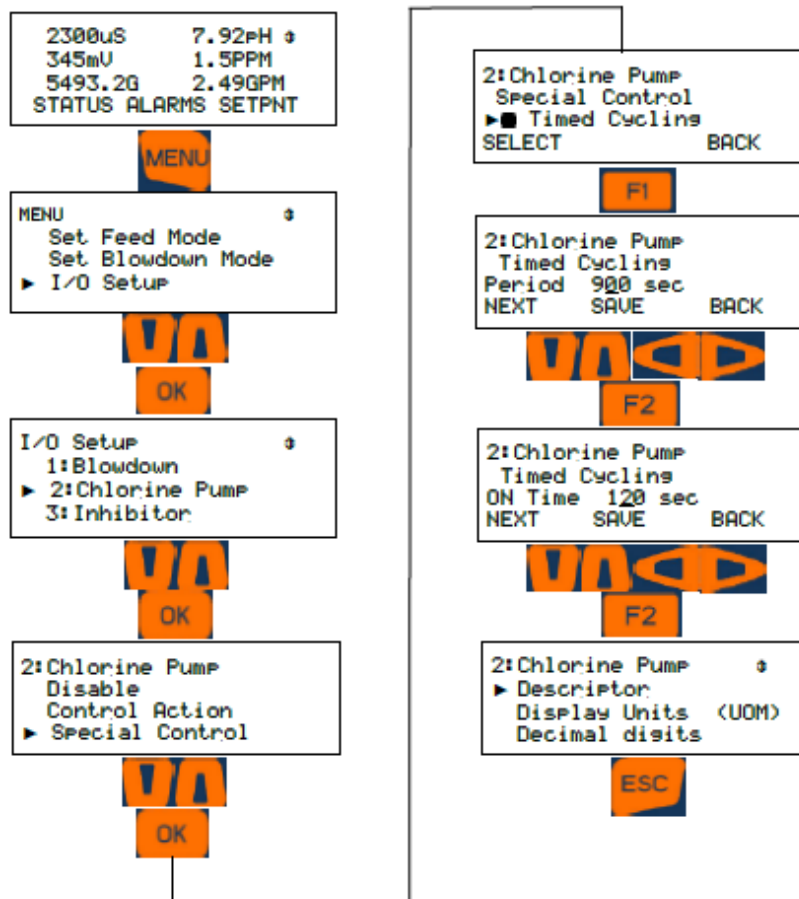 2300uS 7.92pH
345mV 1.5PPM
5493.2G 2.49GPM
STATUS ALARMS SETPNT
MENU
MENU
Set Feed Mode
Set Blowdown Mode
► I/O Setup
OK
I/O Setup
1:Blowdown
► 2:Chlorine Pump
3:Inhibitor
OK
2:Chlorine Pump
Disable
Control Action
► Special Control
OK
2:Chlorine Pump
Special Control
►■ Timed Cycling
SELECT BACK
F1
2:Chlorine Pump
Timed Cycling
Period 900 sec
NEXT SAVE BACK
F2
2:Chlorine Pump
Timed Cycling
ON Time 120 sec
NEXT SAVE BACK
F2
2:Chlorine Pump
► Descriptor
Display Units (UOM)
Decimal digits
ESC